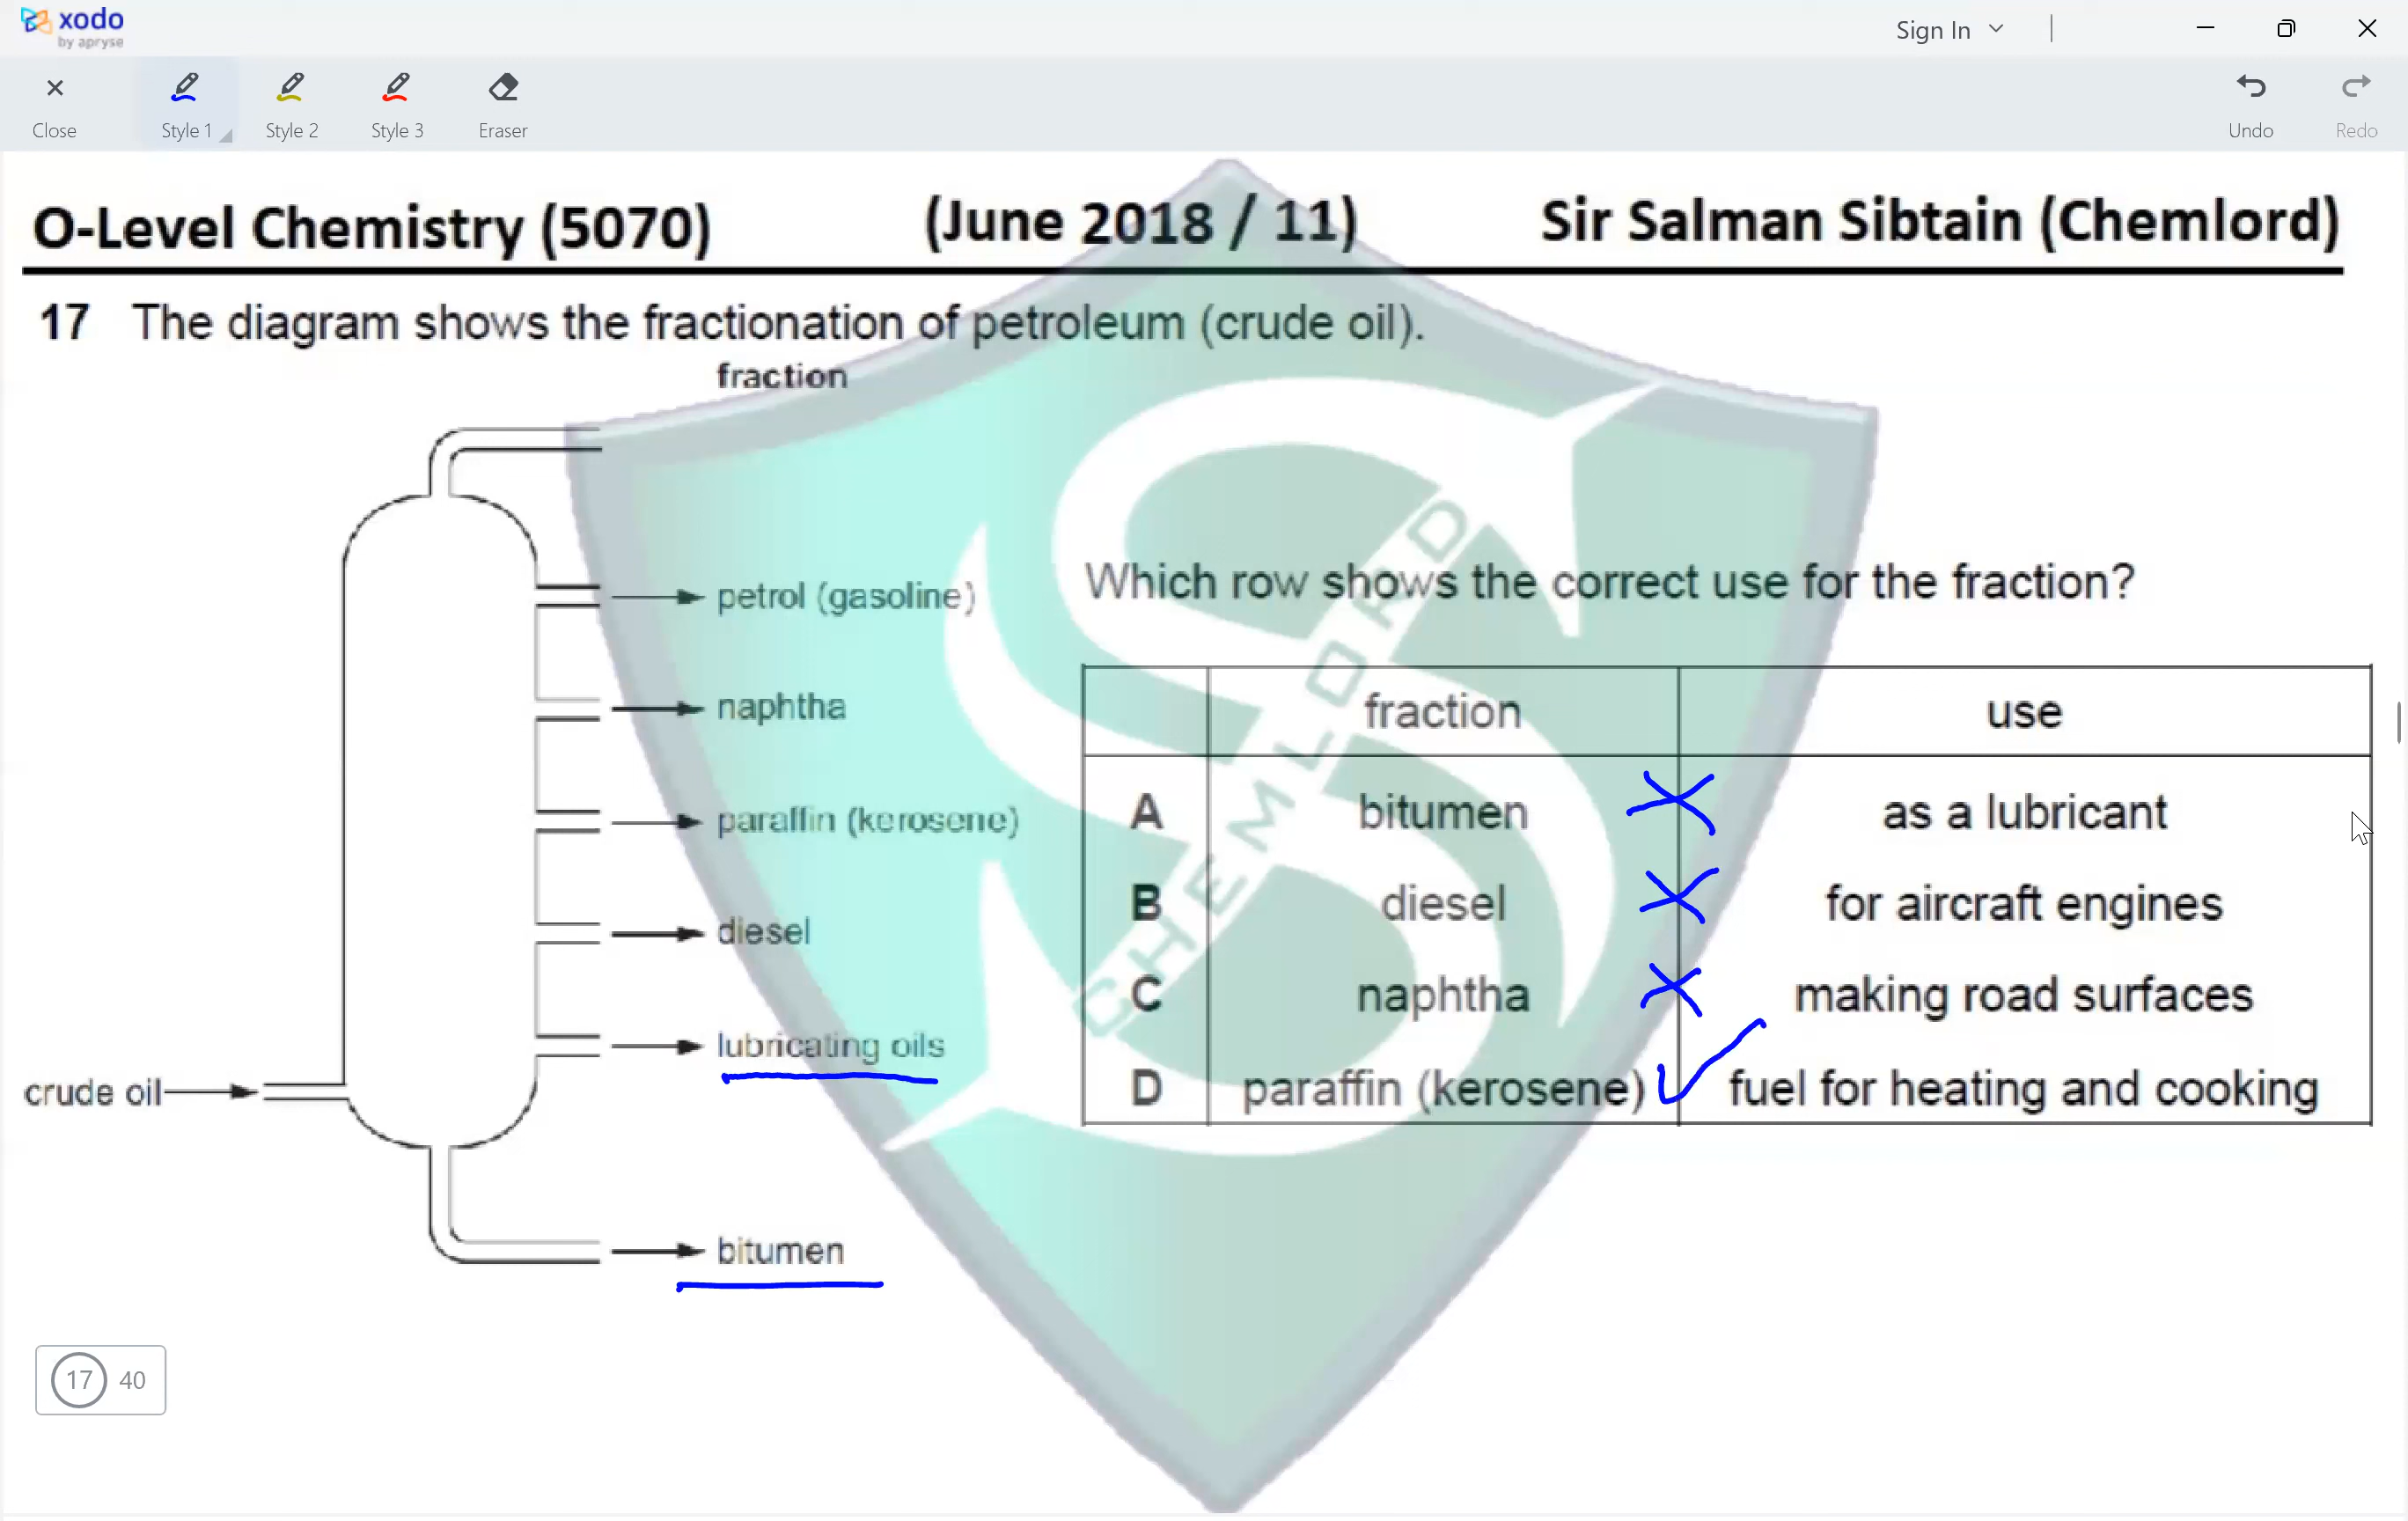 xodo
by apryse
Sign In
Close
Style 1
Style 2
Style 3
Eraser
Undo
Redo
O-Level Chemistry (5070) (June 2018 / 11) Sir Salman Sibtain (Chemlord)
17 The diagram shows the fractionation of petroleum (crude oil).
fraction
petrol (gasoline)
naphtha
paraffin (kerosene)
diesel
lubricating oils
crude oil
bitumen
Which row shows the correct use for the fraction?
fraction use
A bitumen as a lubricant
B diesel for aircraft engines
C naphtha making road surfaces
D paraffin (kerosene) fuel for heating and cooking
CHEMLORD
17 40